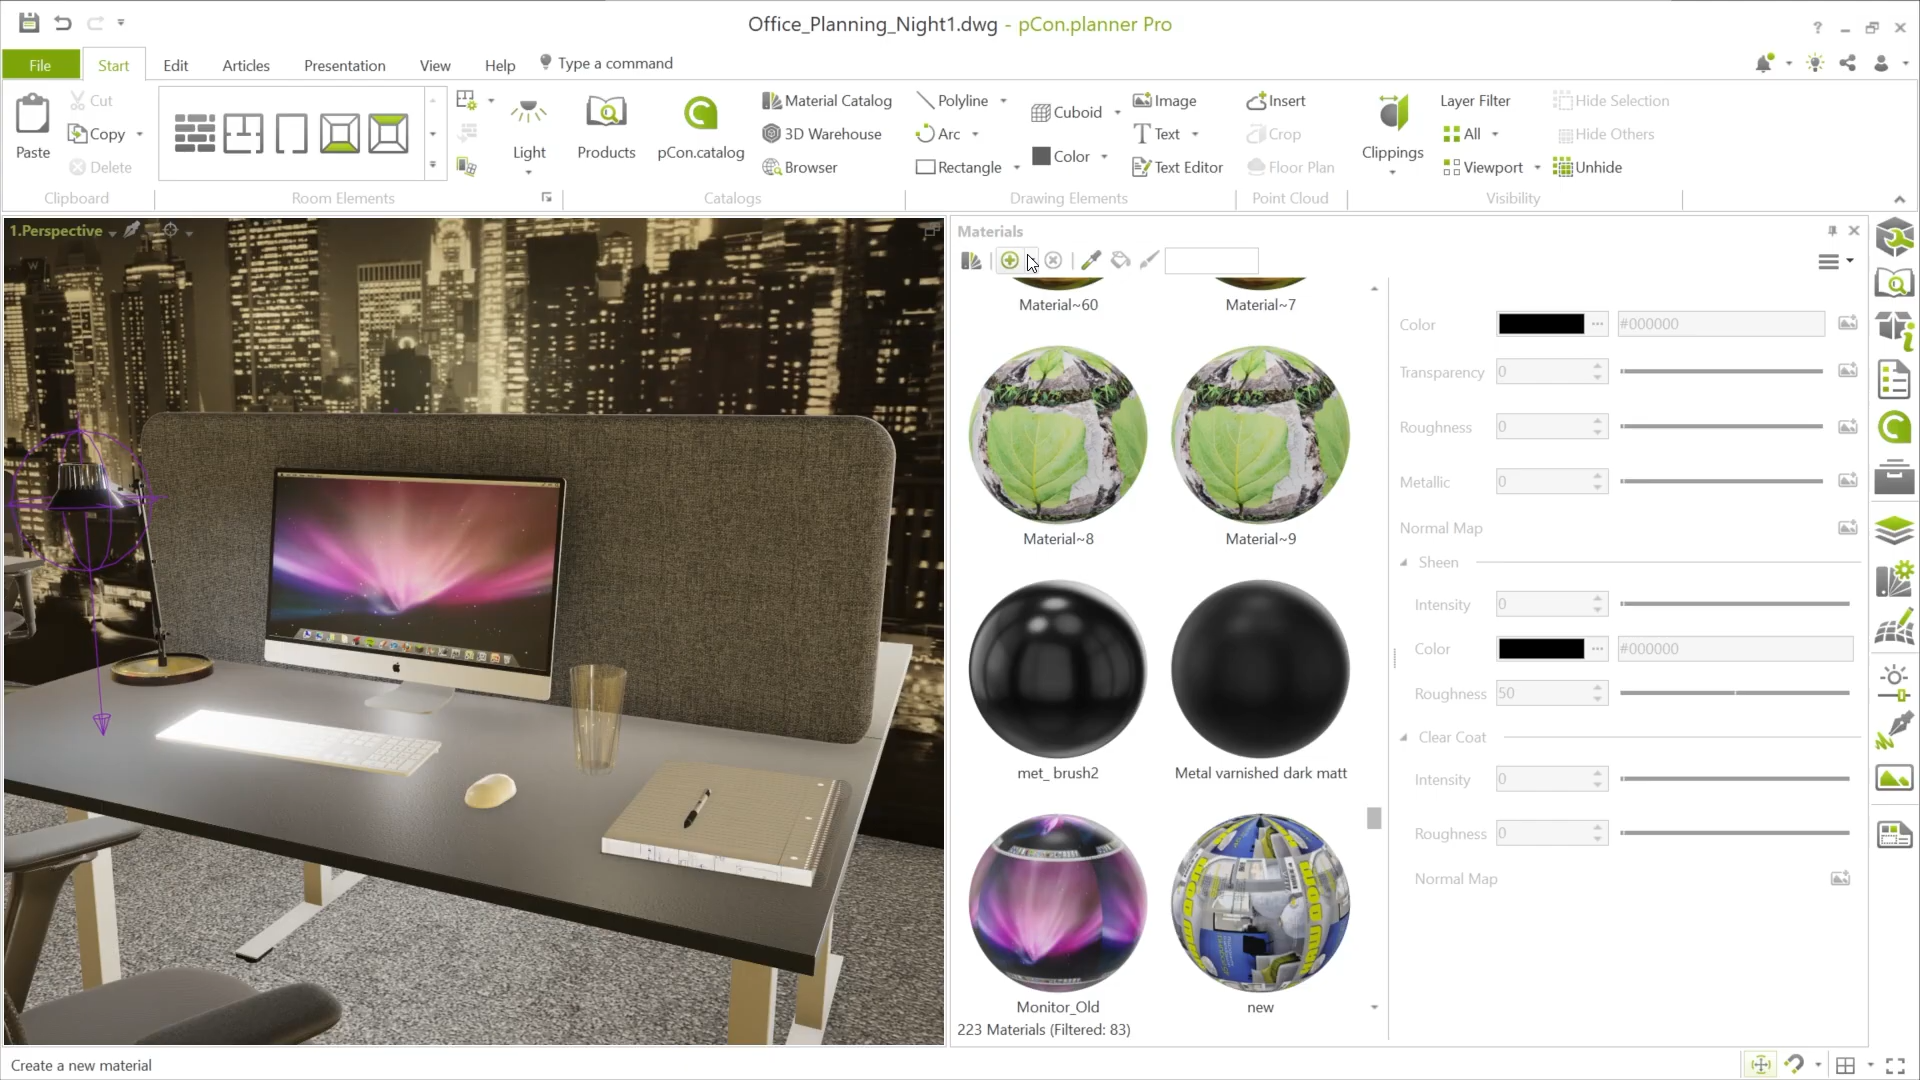 Office_Planning_Night1.dwg - pCon.planner Pro
File Start Edit Articles Presentation View Help Type a command
Paste
Cut
Copy
Delete
Clipboard
Room Elements
Light
Products
pCon.catalog
Material Catalog
3D Warehouse
Browser
Catalogs
Polyline
Arc
Rectangle
Cuboid
Color
Image
Text
Text Editor
Drawing Elements
Insert
Crop
Floor Plan
Point Cloud
Clippings
Layer Filter
All
Viewport
Hide Selection
Hide Others
Unhide
Visibility
1.Perspective
Materials
Material~60
Material~7
Material~8
Material~9
met_ brush2
Metal varnished dark matt
Monitor_Old
new
223 Materials (Filtered: 83)
Color #000000
Transparency 0
Roughness 0
Metallic 0
Normal Map
Sheen
Intensity 0
Color #000000
Roughness 50
Clear Coat
Intensity 0
Roughness 0
Normal Map
Create a new material